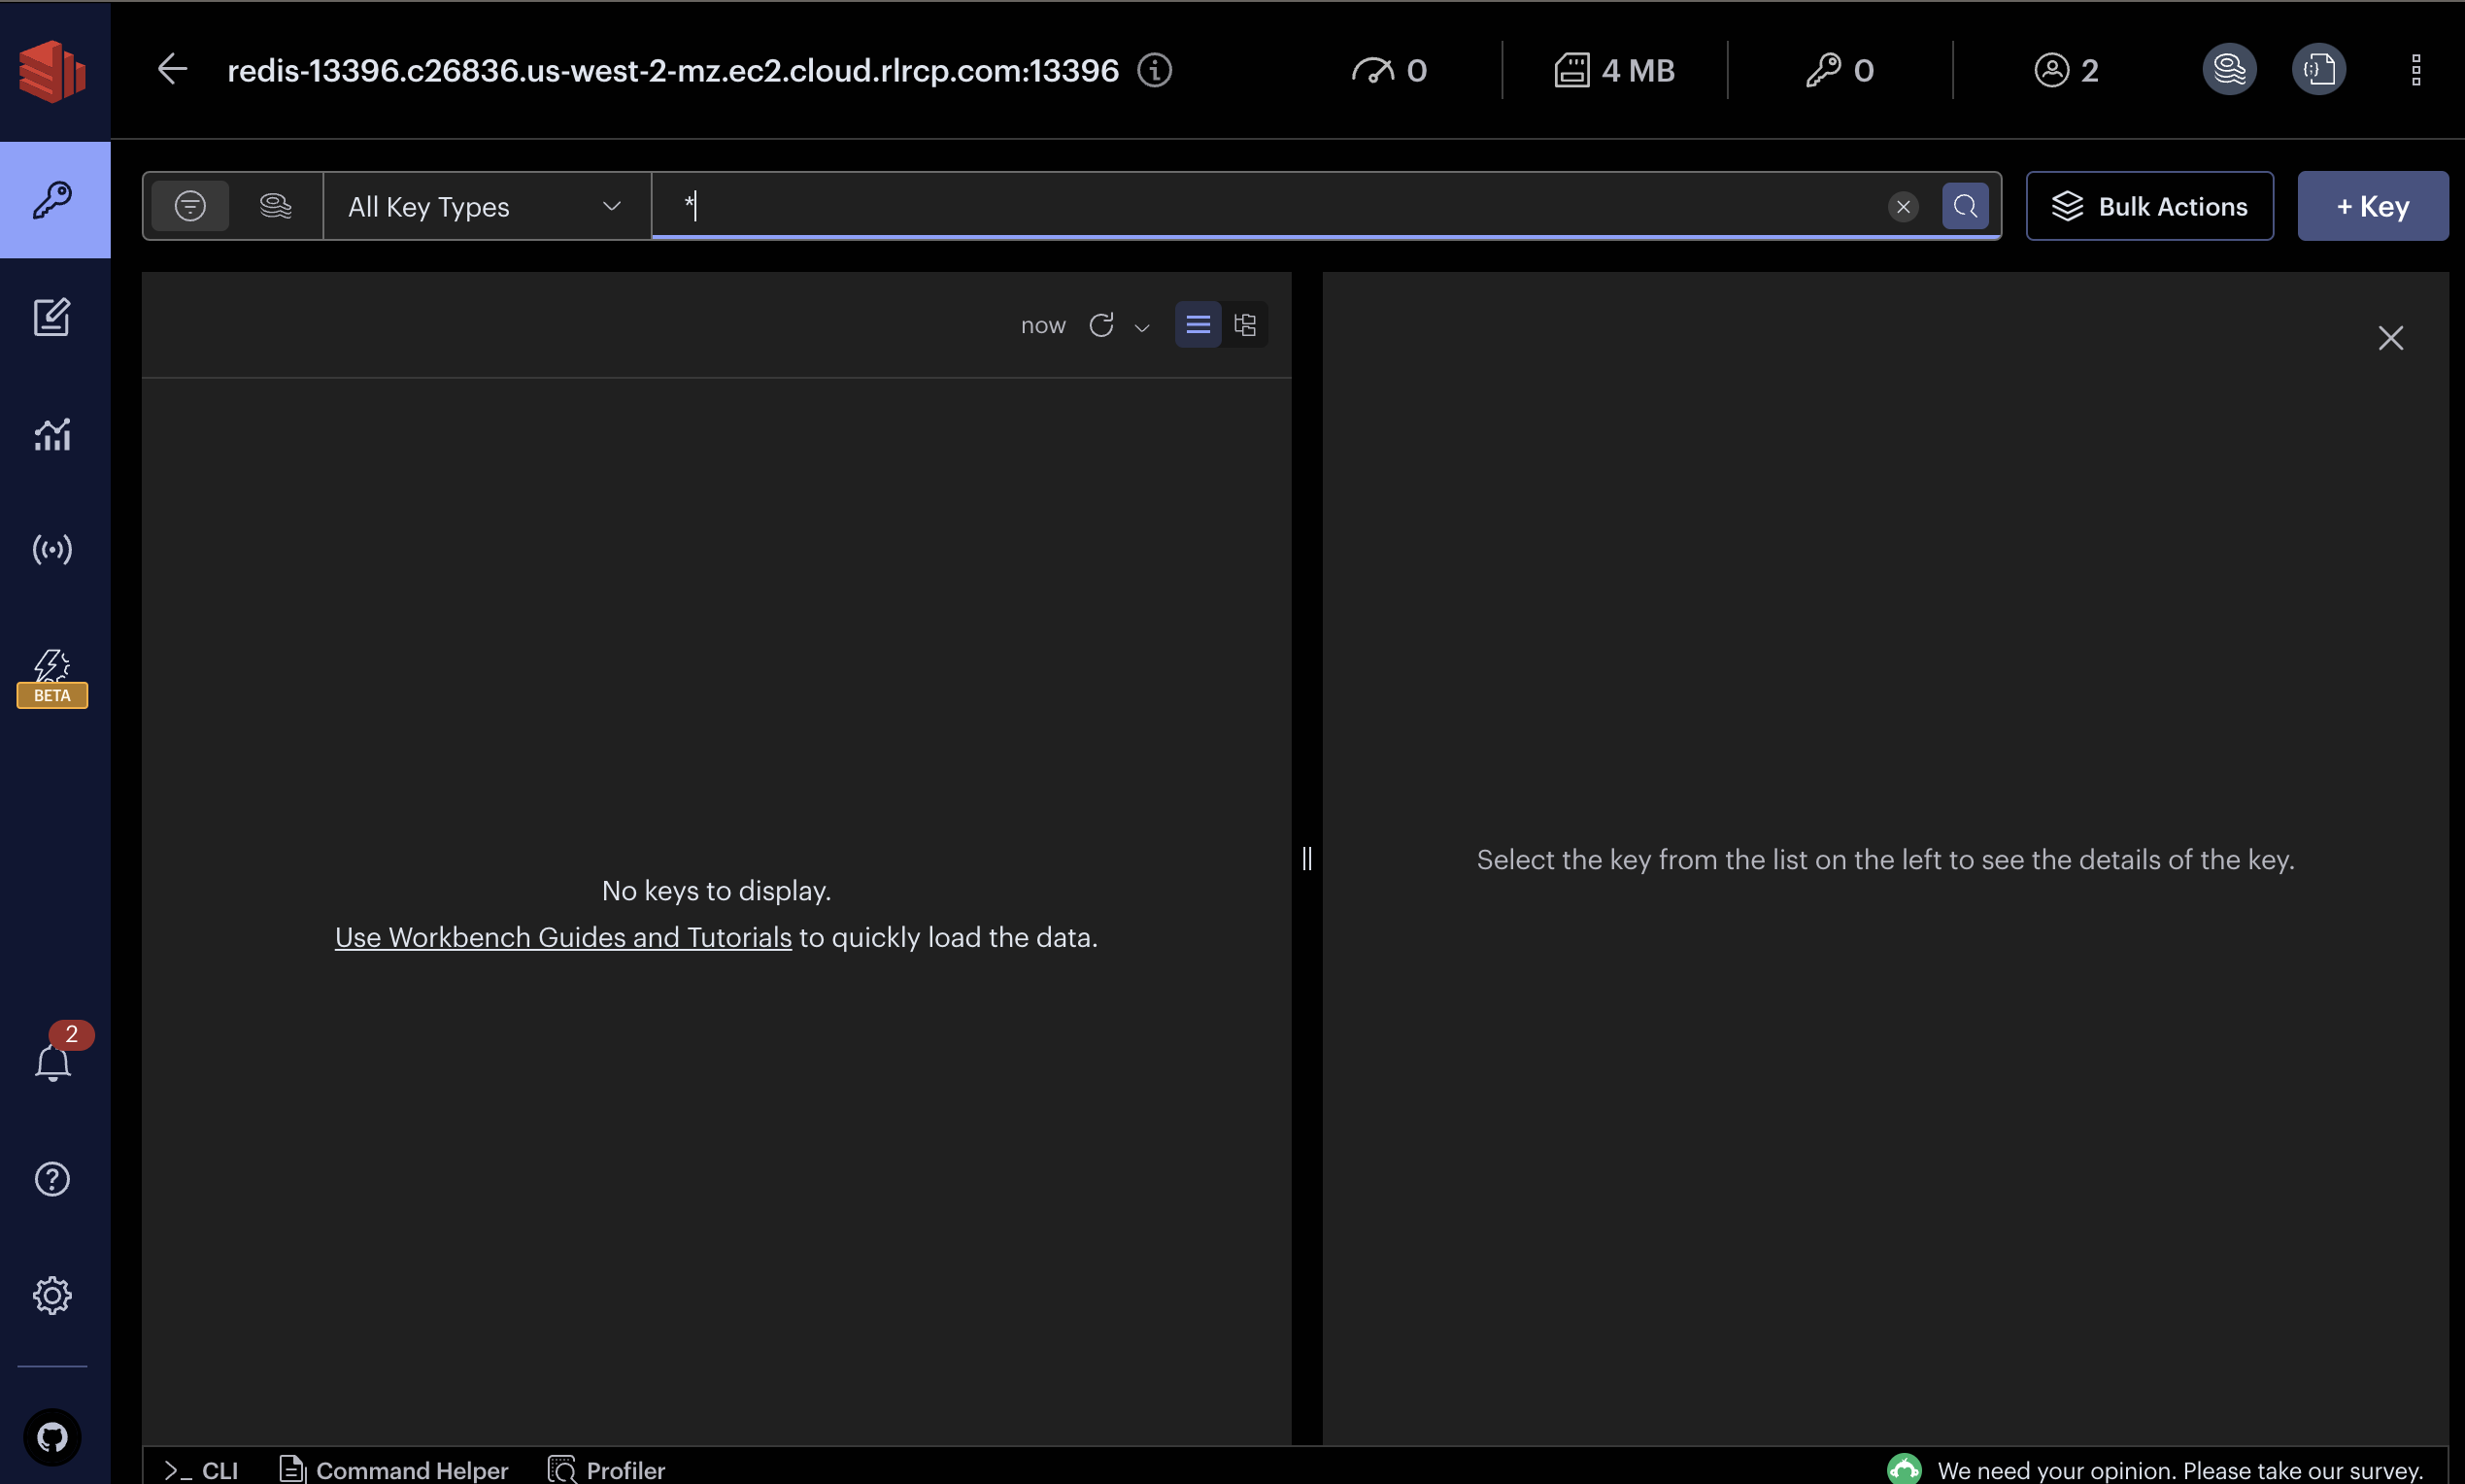 redis-13396.c26836.us-west-2-mz.ec2.cloud.rlrcp.com:13396 0 4 MB 0 2
All Key Types * Bulk Actions + Key
now
BETA
Select the key from the list on the left to see the details of the key.
No keys to display.
Use Workbench Guides and Tutorials to quickly load the data.
2
>_ CLI Command Helper Profiler We need your opinion. Please take our survey.